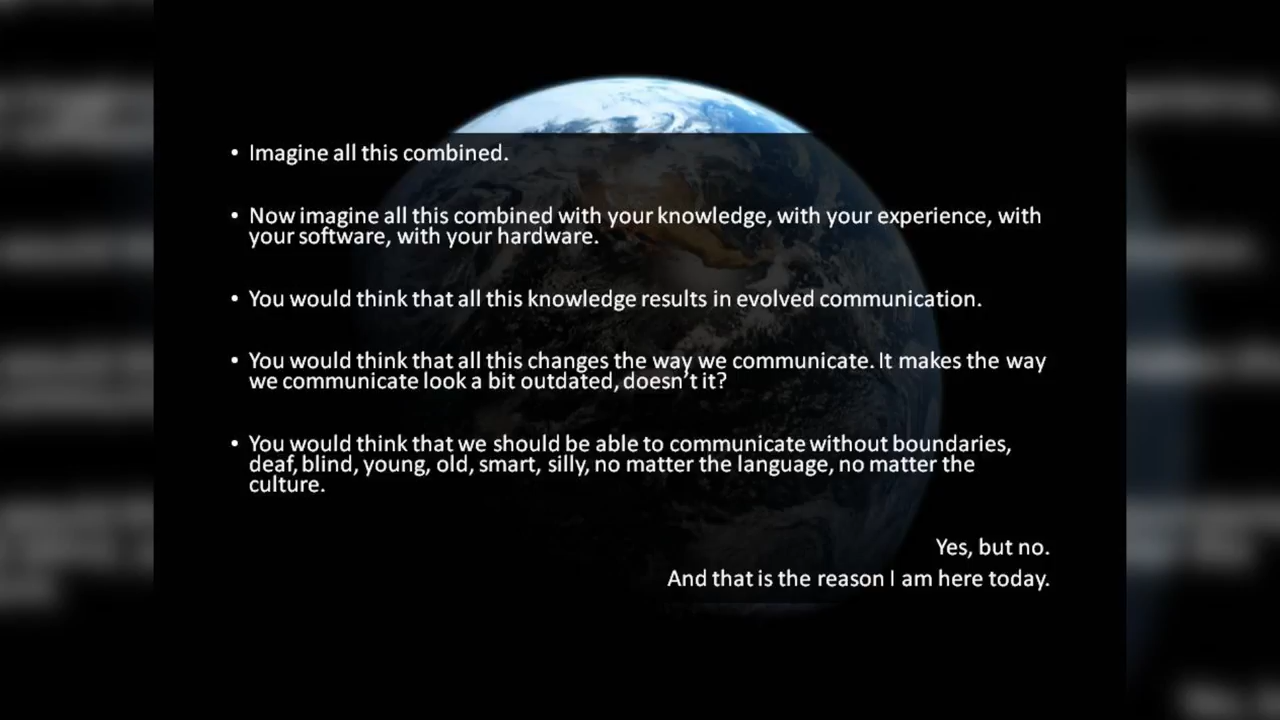 • Imagine all this combined.
• Now imagine all this combined with your knowledge, with your experience, with
your software, with your hardware.
• You would think that all this knowledge results in evolved communication.
• You would think that all this changes the way we communicate. It makes the way
we communicate look a bit outdated, doesn’t it?
• You would think that we should be able to communicate without boundaries,
deaf, blind, young, old, smart, silly, no matter the language, no matter the
culture.
Yes, but no.
And that is the reason I am here today.